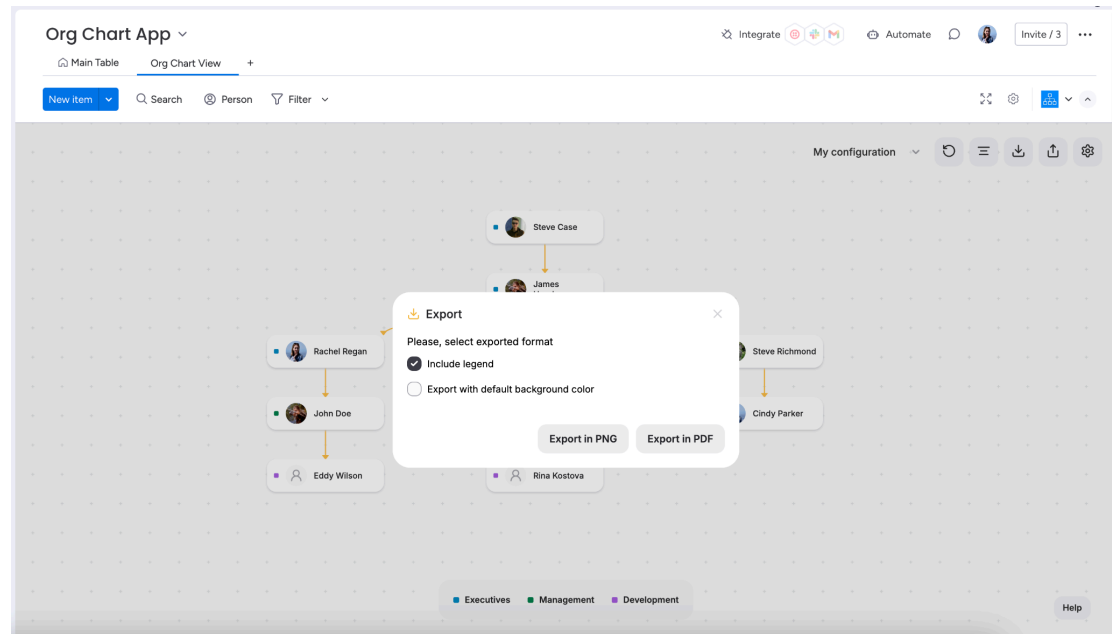 Org Chart App
Integrate
Automate
Invite / 3
Main Table
Org Chart View
+
New item
Search
Person
Filter
My configuration
Steve Case
James
Export
Please, select exported format
Include legend
Export with default background color
Export in PNG
Export in PDF
Rachel Regan
Steve Richmond
John Doe
Cindy Parker
Eddy Wilson
Rina Kostova
Executives
Management
Development
Help